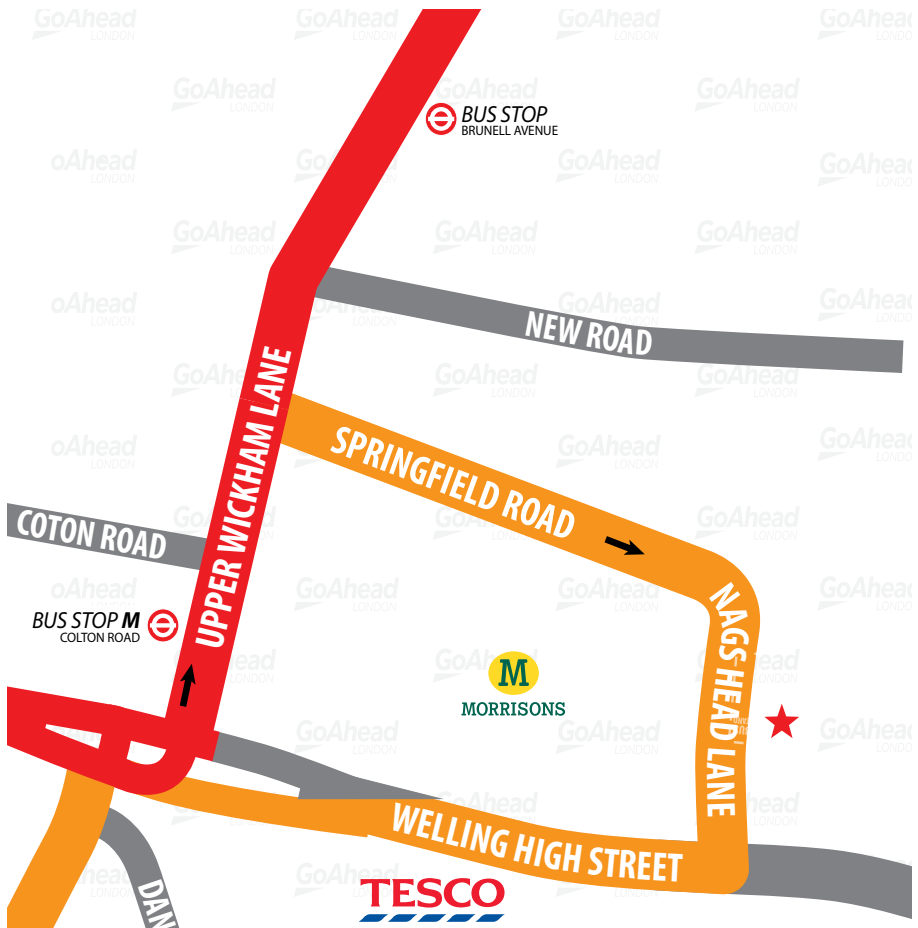 GoAhead
LONDON
BUS STOP
BRUNELL AVENUE
NEW ROAD
UPPER WICKHAM LANE
SPRINGFIELD ROAD
COTON ROAD
BUS STOP M
COLTON ROAD
NAGS HEAD LANE
M
MORRISONS
WELLING HIGH STREET
TESCO
DAN